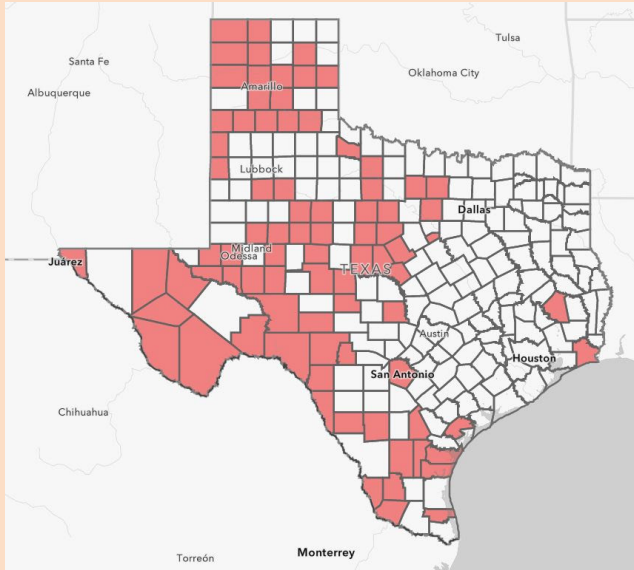 Tulsa
Santa Fe
Oklahoma City
Albuquerque
Amarillo
Lubbock
Dallas
Midland
Odessa
Juárez
TEXAS
Austin
Houston
San Antonio
Chihuahua
Monterrey
Torreón